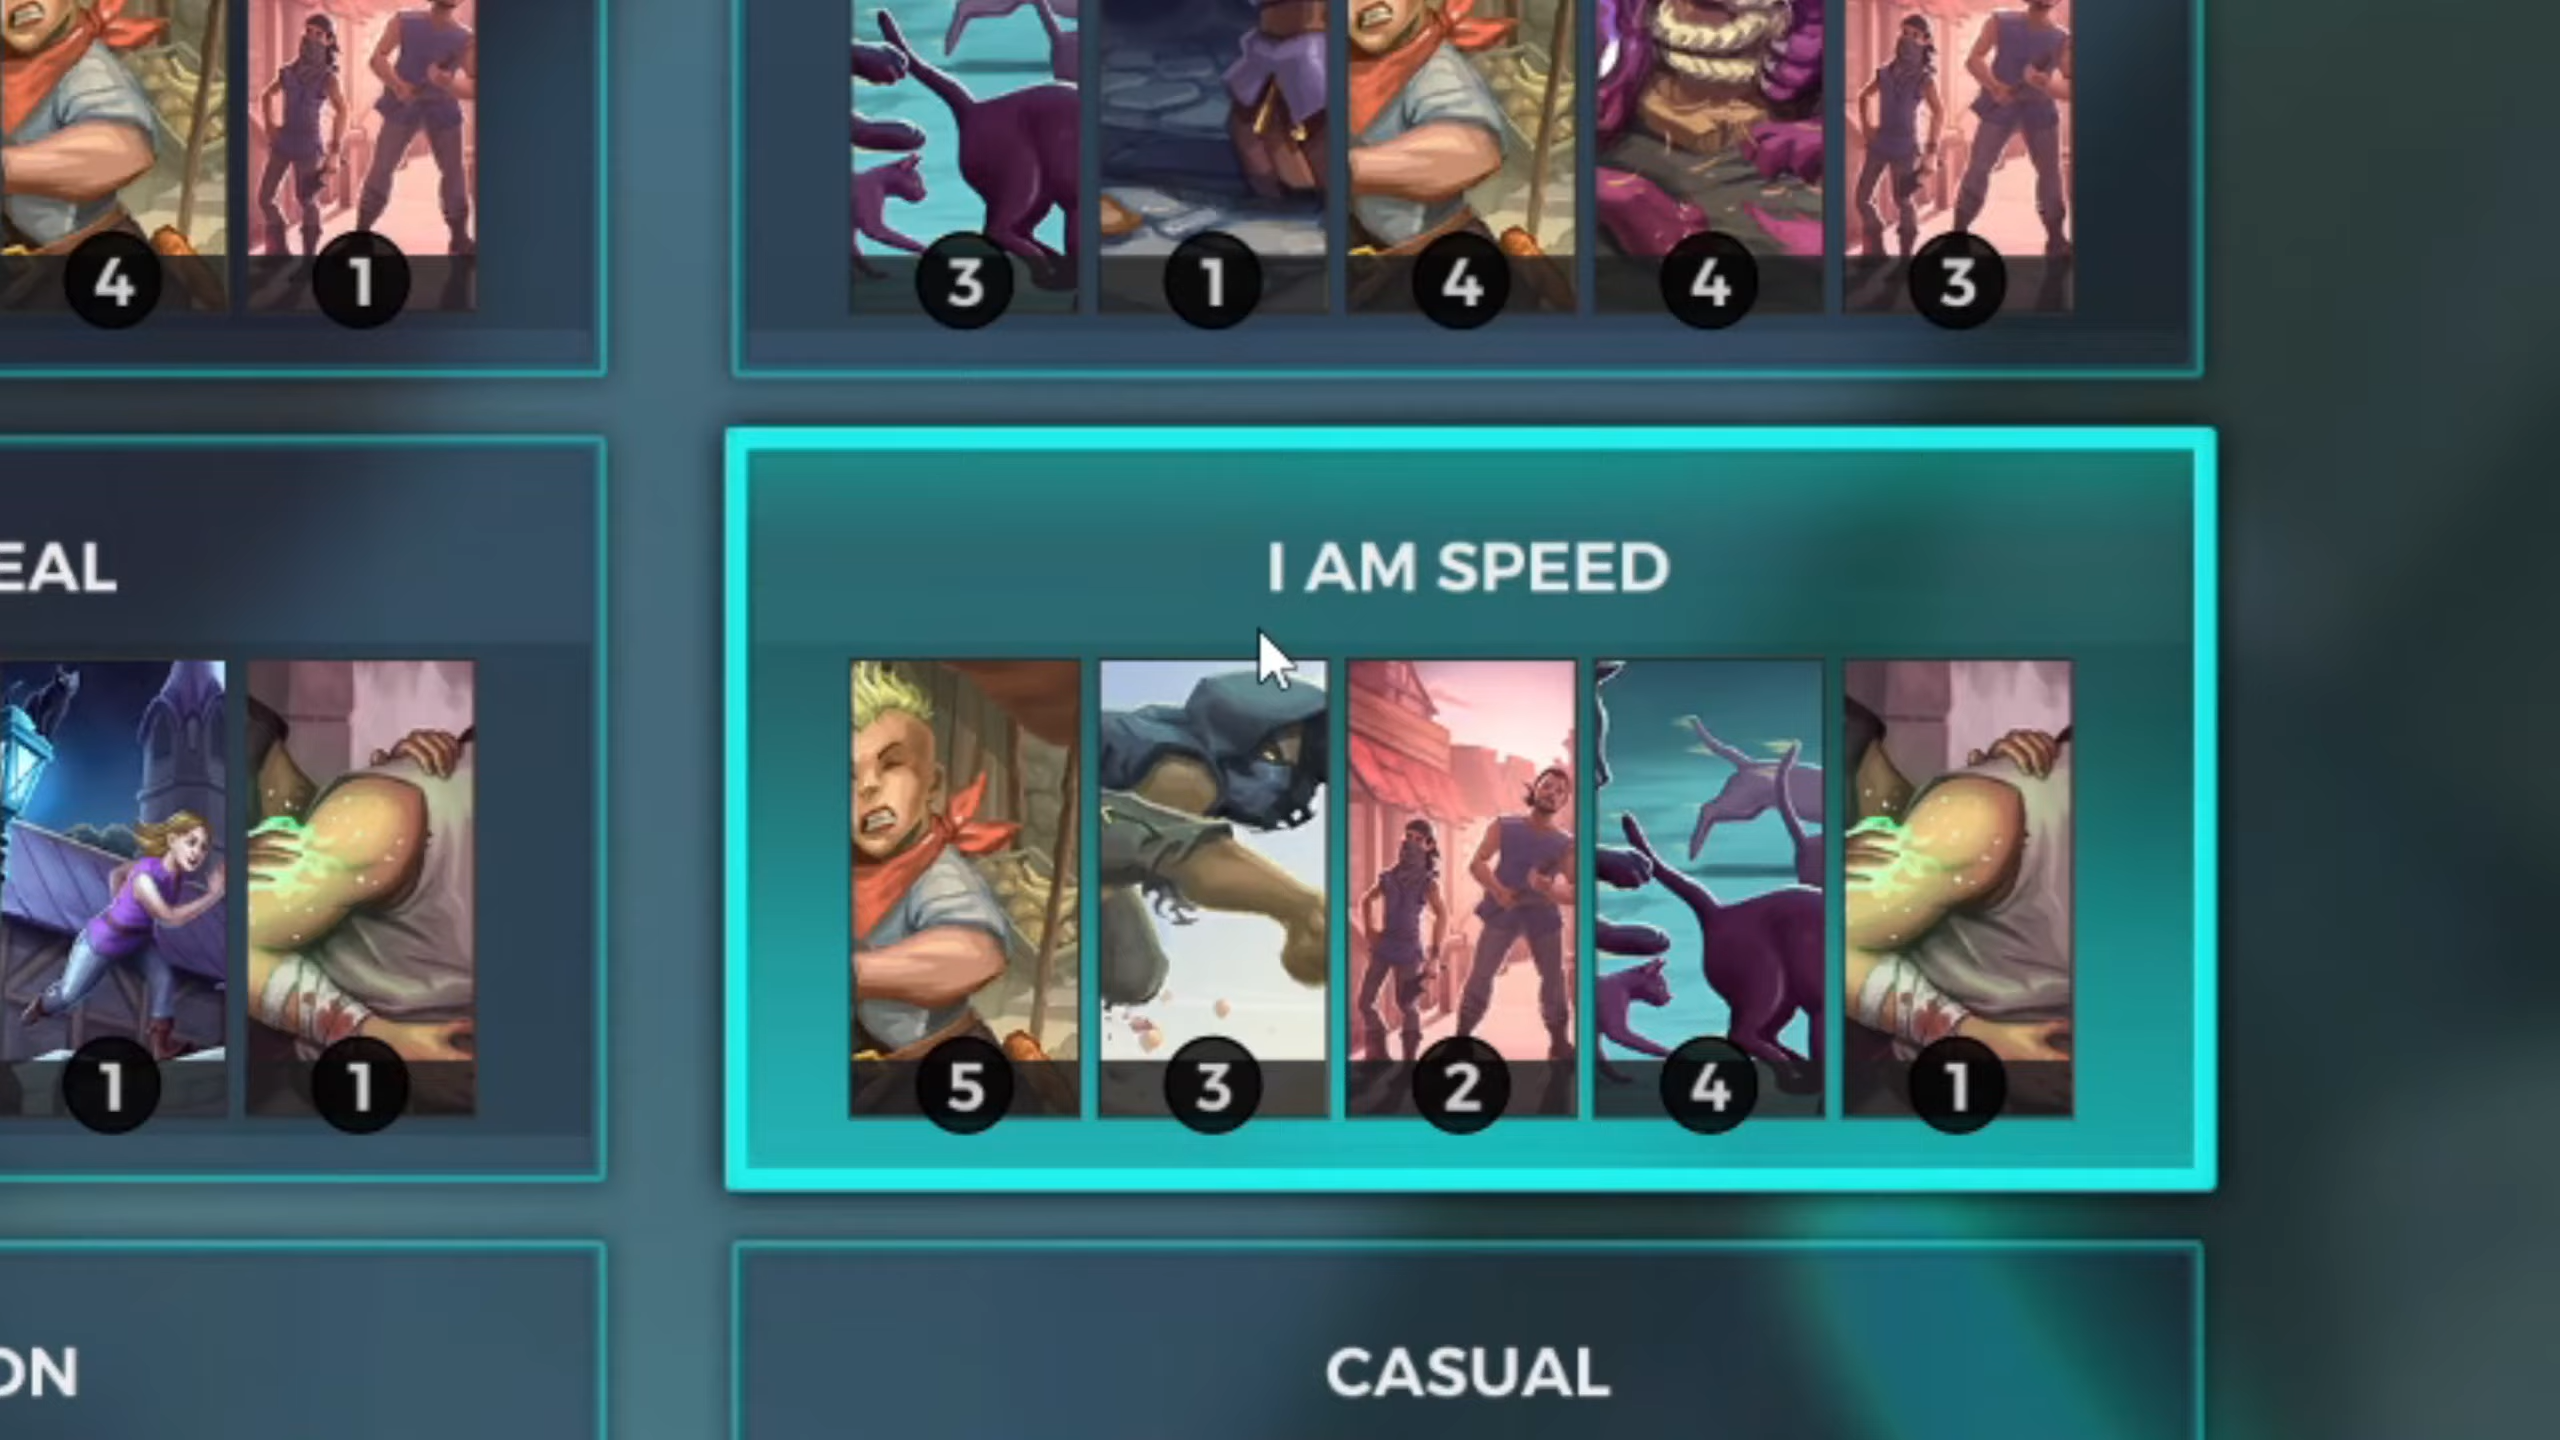 4 1 3 1 4 4 3
EAL
I AM SPEED
1 1 5 3 2 4 1
ON
CASUAL